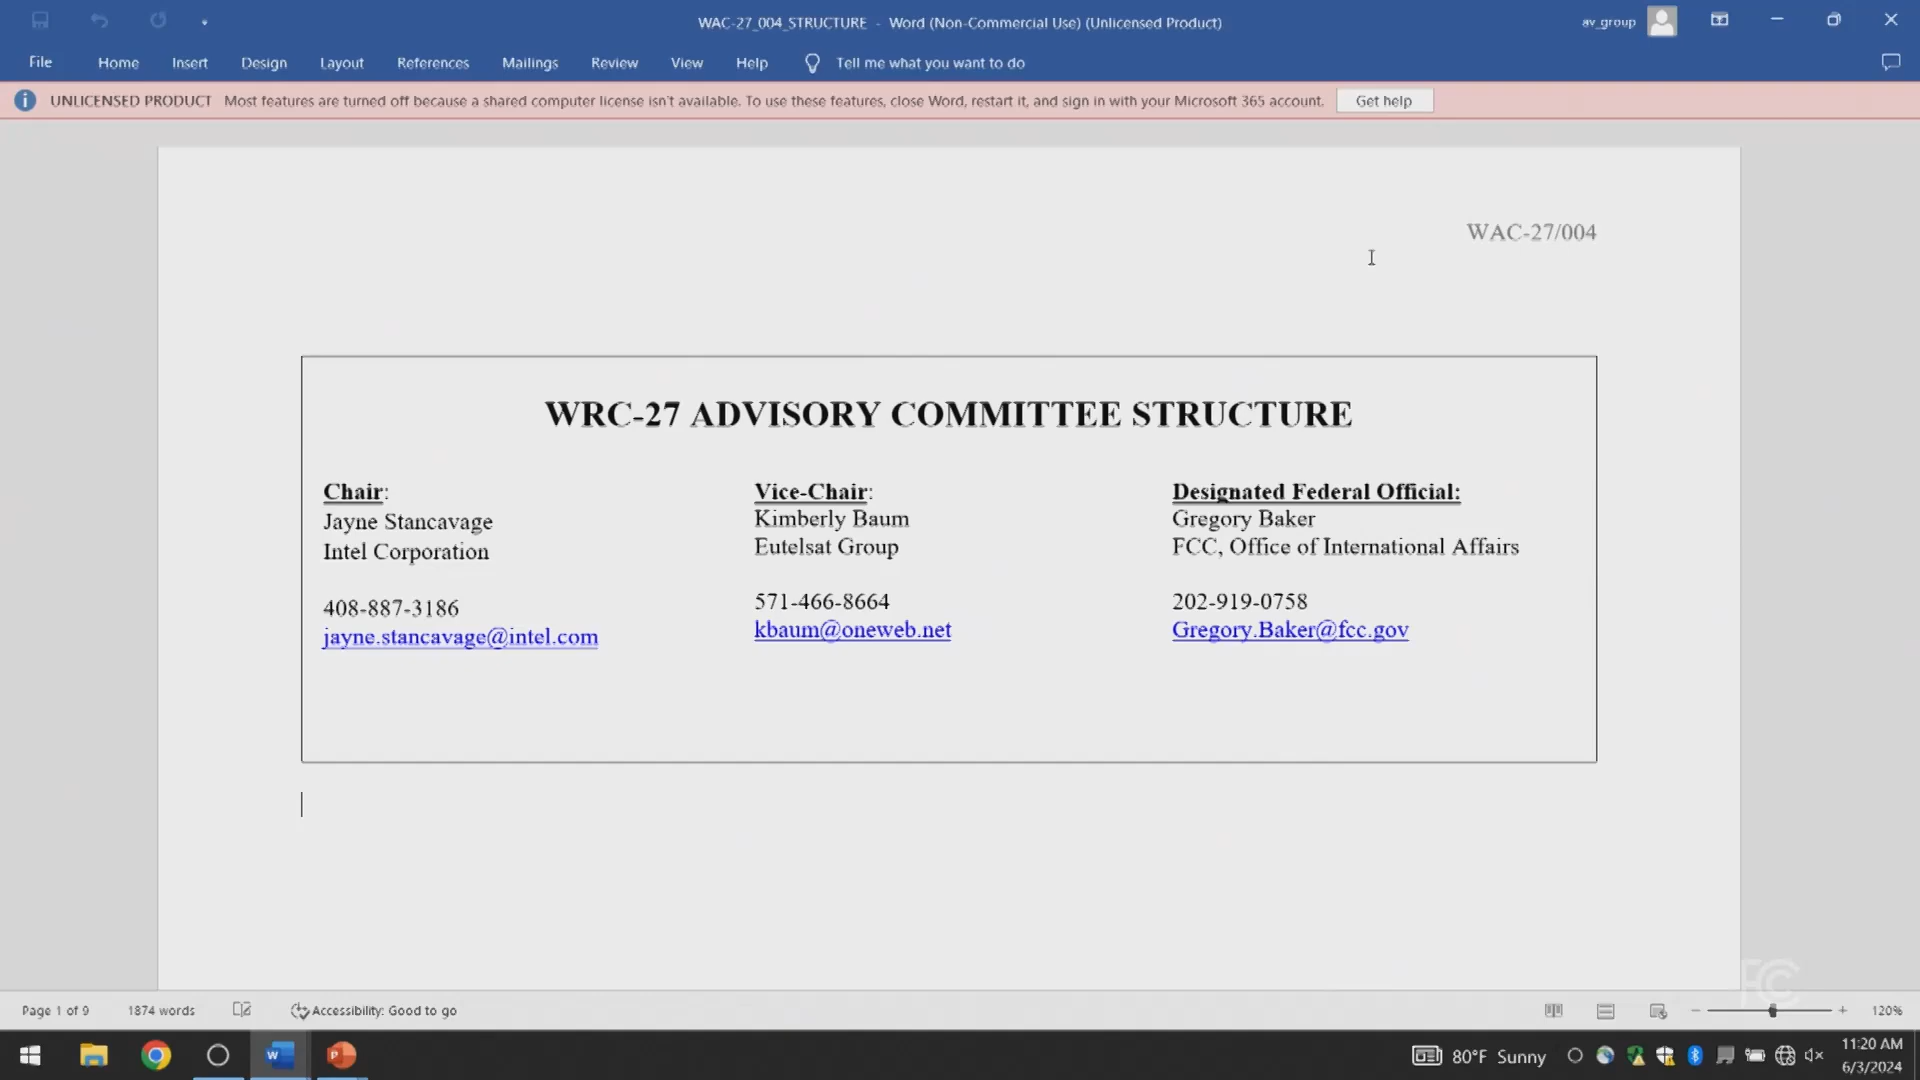 WAC-27_004_STRUCTURE - Word (Non-Commercial Use) (Unlicensed Product)
av_group
File Home Insert Design Layout References Mailings Review View Help Tell me what you want to do
UNLICENSED PRODUCT Most features are turned off because a shared computer license isn't available. To use these features, close Word, restart it, and sign in with your Microsoft 365 account. Get help
WAC-27/004
WRC-27 ADVISORY COMMITTEE STRUCTURE
Chair:
Jayne Stancavage
Intel Corporation
408-887-3186
jayne.stancavage@intel.com
Vice-Chair:
Kimberly Baum
Eutelsat Group
571-466-8664
kbaum@oneweb.net
Designated Federal Official:
Gregory Baker
FCC, Office of International Affairs
202-919-0758
Gregory.Baker@fcc.gov
FCC
Page 1 of 9 1874 words Accessibility: Good to go 120%
80°F Sunny
11:20 AM
6/3/2024